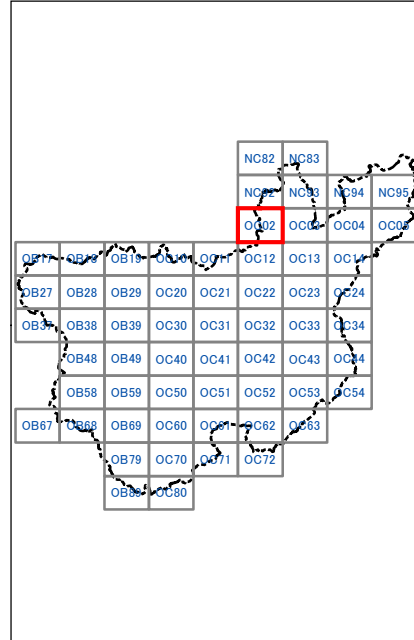 NC82 NC83
NC92 NC93 NC94 NC95
OC02 OC03 OC04 OC05
OB17 OB18 OB19 OC10 OC11 OC12 OC13 OC14
OB27 OB28 OB29 OC20 OC21 OC22 OC23 OC24
OB37 OB38 OB39 OC30 OC31 OC32 OC33 OC34
OB48 OB49 OC40 OC41 OC42 OC43 OC44
OB58 OB59 OC50 OC51 OC52 OC53 OC54
OB67 OB68 OB69 OC60 OC61 OC62 OC63
OB79 OC70 OC71 OC72
OB89 OC80